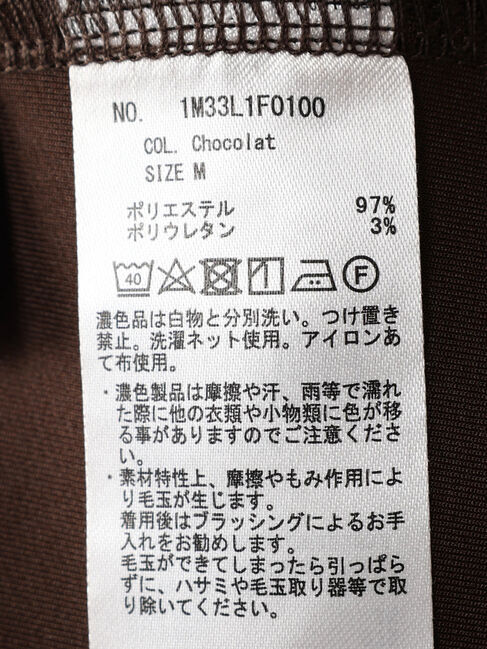 NO. 1M33L1F0100
COL. Chocolat
SIZE M
ポリエステル 97%
ポリウレタン 3%
40 F
濃色品は白物と分別洗い。つけ置き
禁止。洗濯ネット使用。アイロンあ
て布使用。
・濃色製品は摩擦や汗、雨等で濡れ
た際に他の衣類や小物類に色が移
る事がありますのでご注意くださ
い。
・素材特性上、摩擦やもみ作用によ
り毛玉が生じます。
着用後はブラッシングによるお手
入れをお勧めします。
毛玉ができてしまったら引っぱら
ずに、ハサミや毛玉取り器等で取
り除いてください。